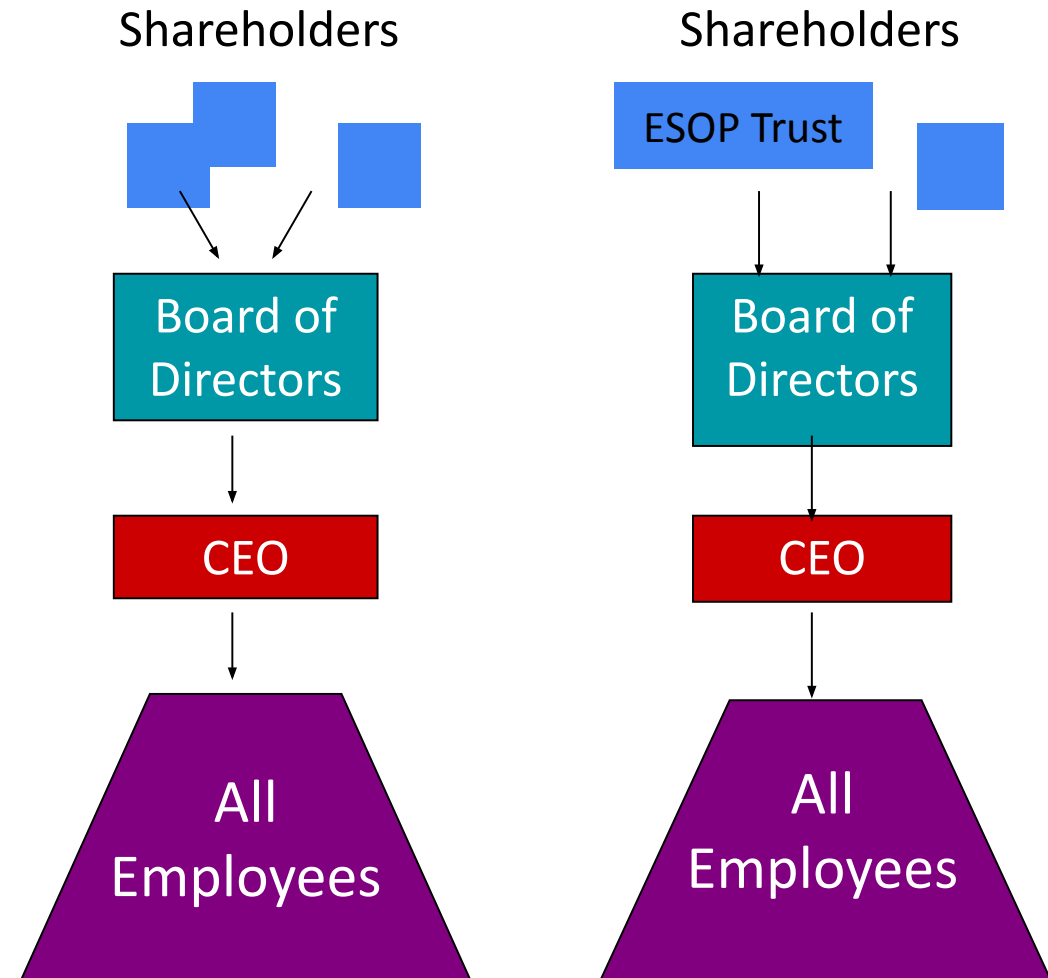 Shareholders
Board of
Directors
CEO
All
Employees
Shareholders
ESOP Trust
Board of
Directors
CEO
All
Employees